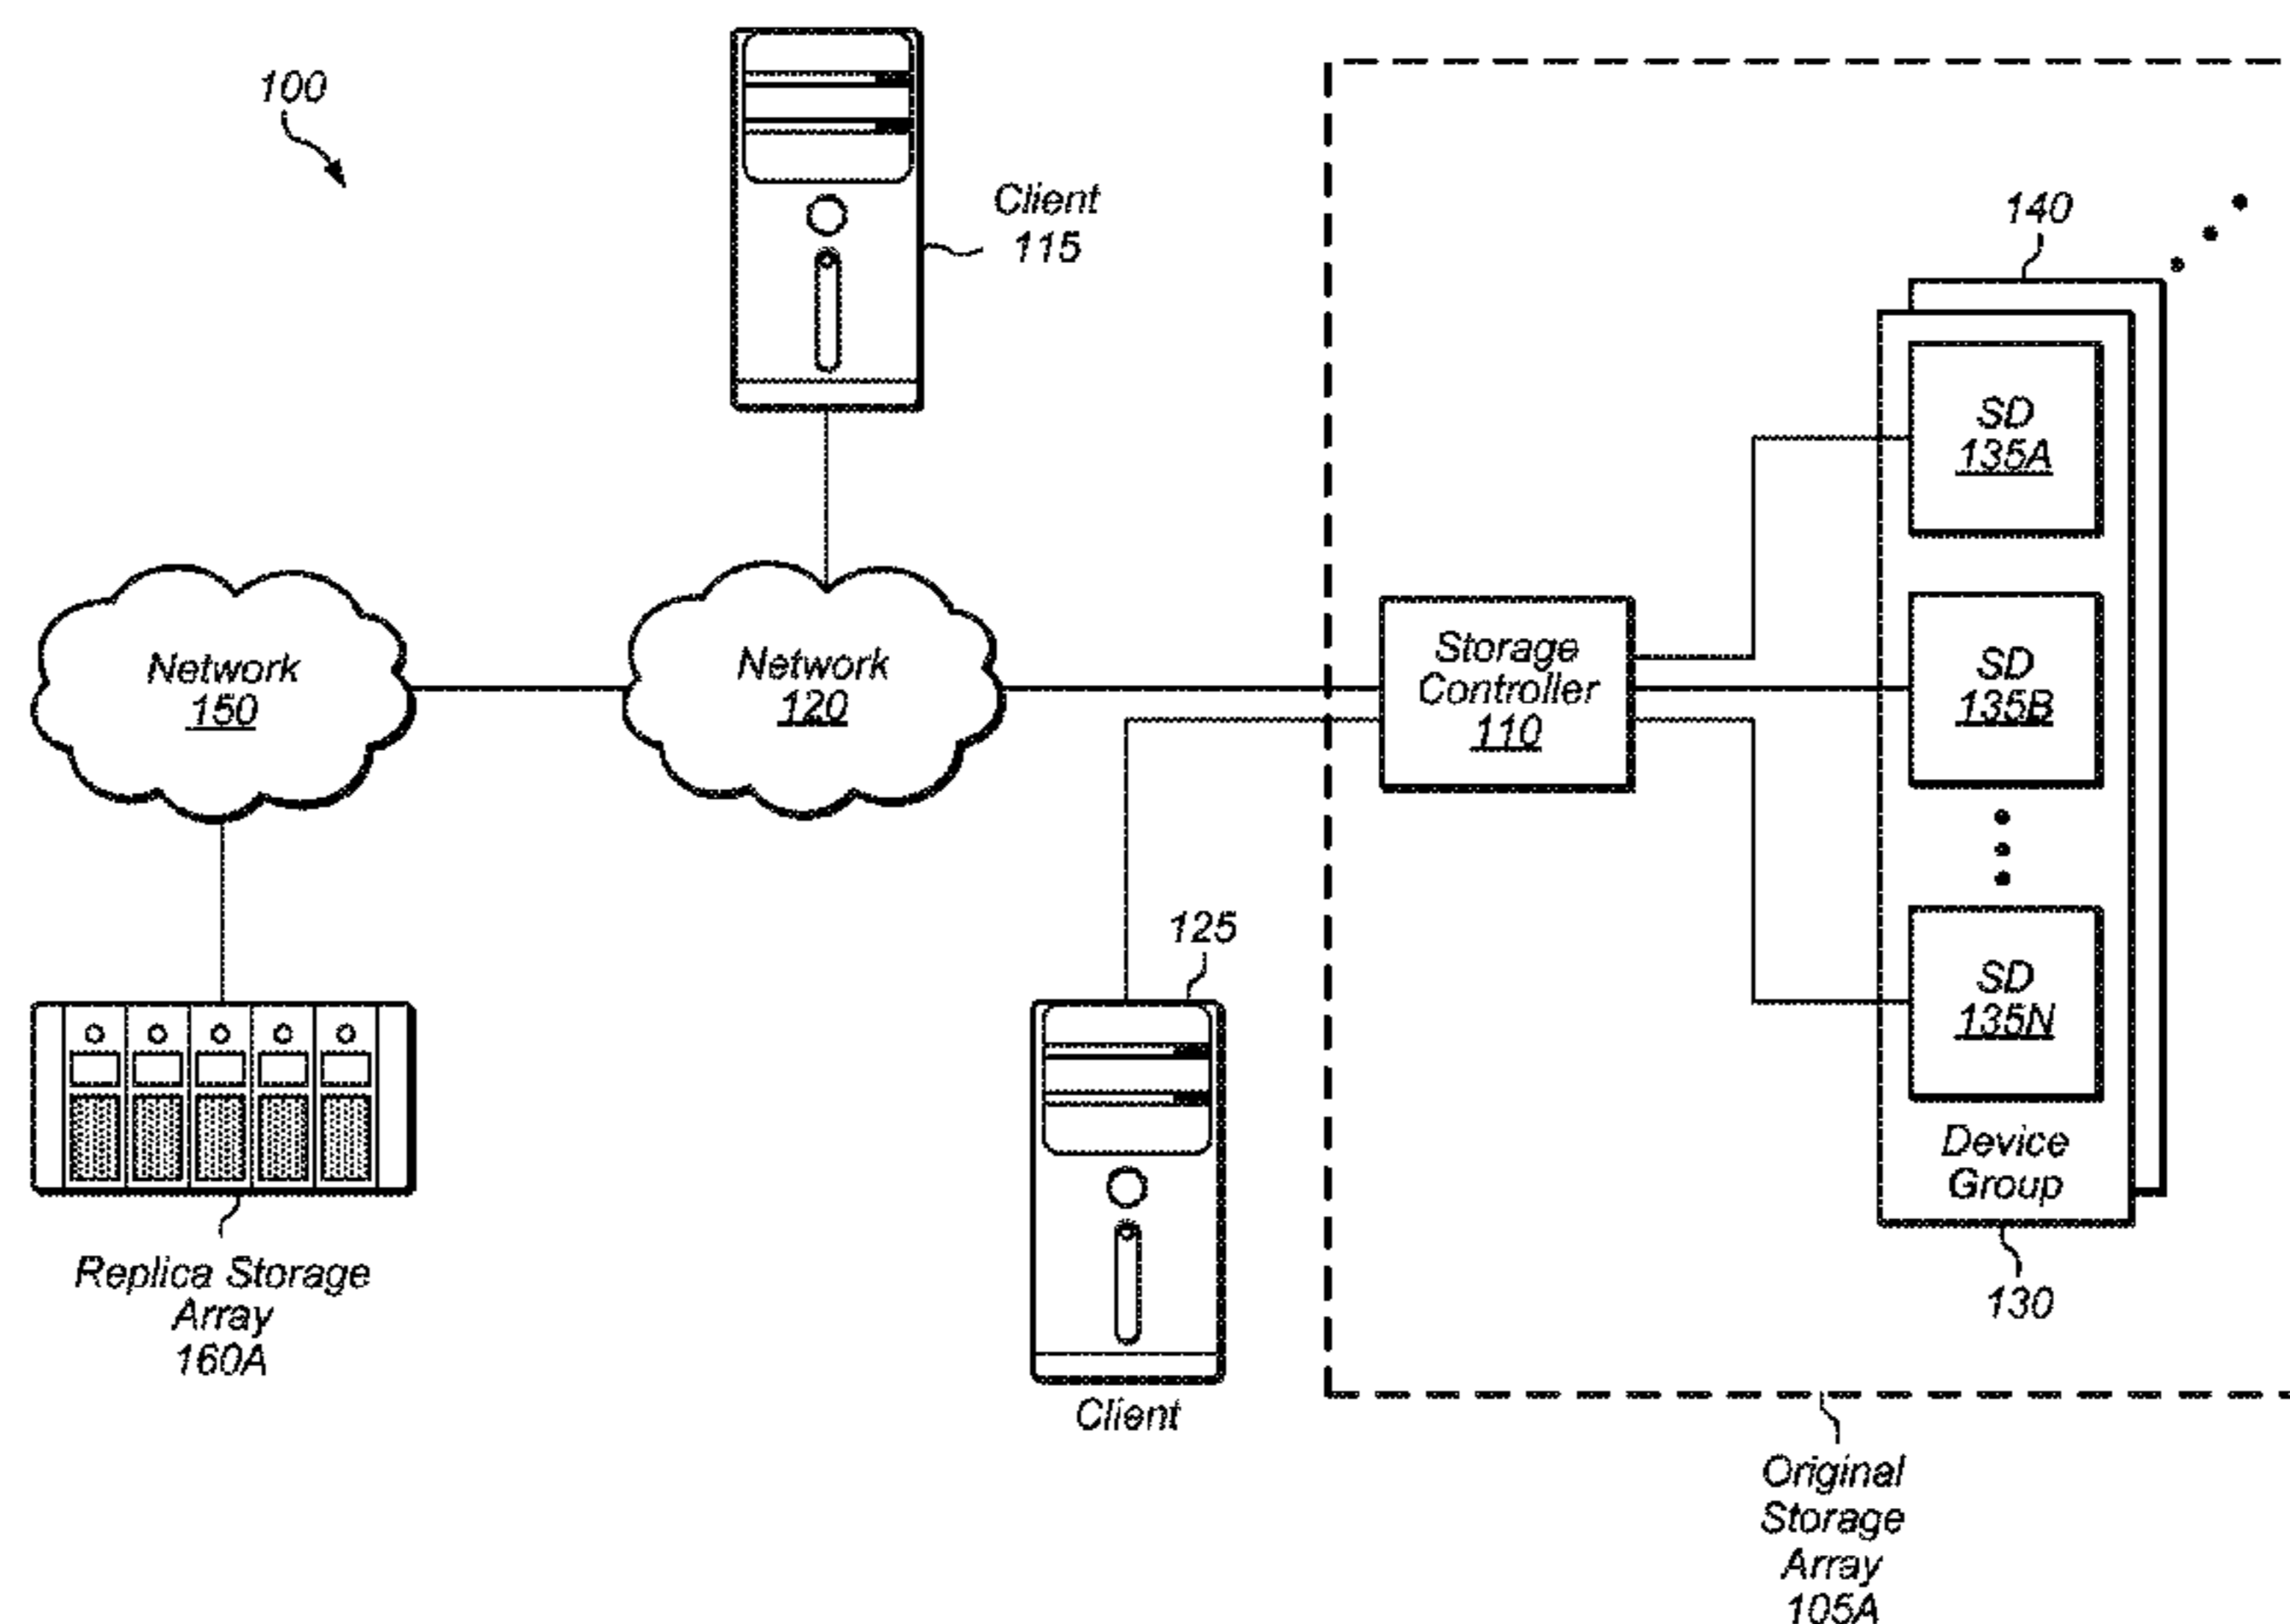 100
Client
115
140
SD
135A
Network
150
Network
120
Storage
Controller
110
SD
135B
125
SD
135N
Device
Group
130
Replica Storage
Array
160A
Client
Original
Storage
Array
105A